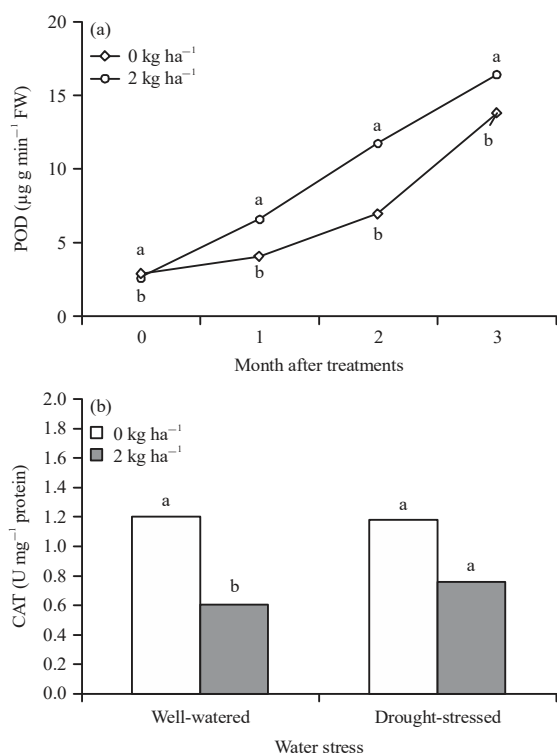 (a)
0 kg ha⁻¹
2 kg ha⁻¹
POD (µg g min⁻¹ FW)
20
15
10
5
0
a
b
a
b
a
b
a
b
0 1 2 3
Month after treatments
(b)
0 kg ha⁻¹
2 kg ha⁻¹
CAT (U mg⁻¹ protein)
2.0
1.8
1.6
1.4
1.2
1.0
0.8
0.6
0.4
0.2
0.0
a
b
a
a
Well-watered Drought-stressed
Water stress